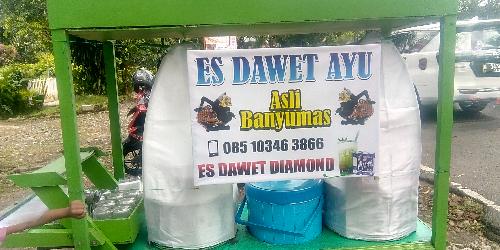 ES DAWET AYU
Asli
Banyumas
085 10346 3866
ES DAWET DIAMOND